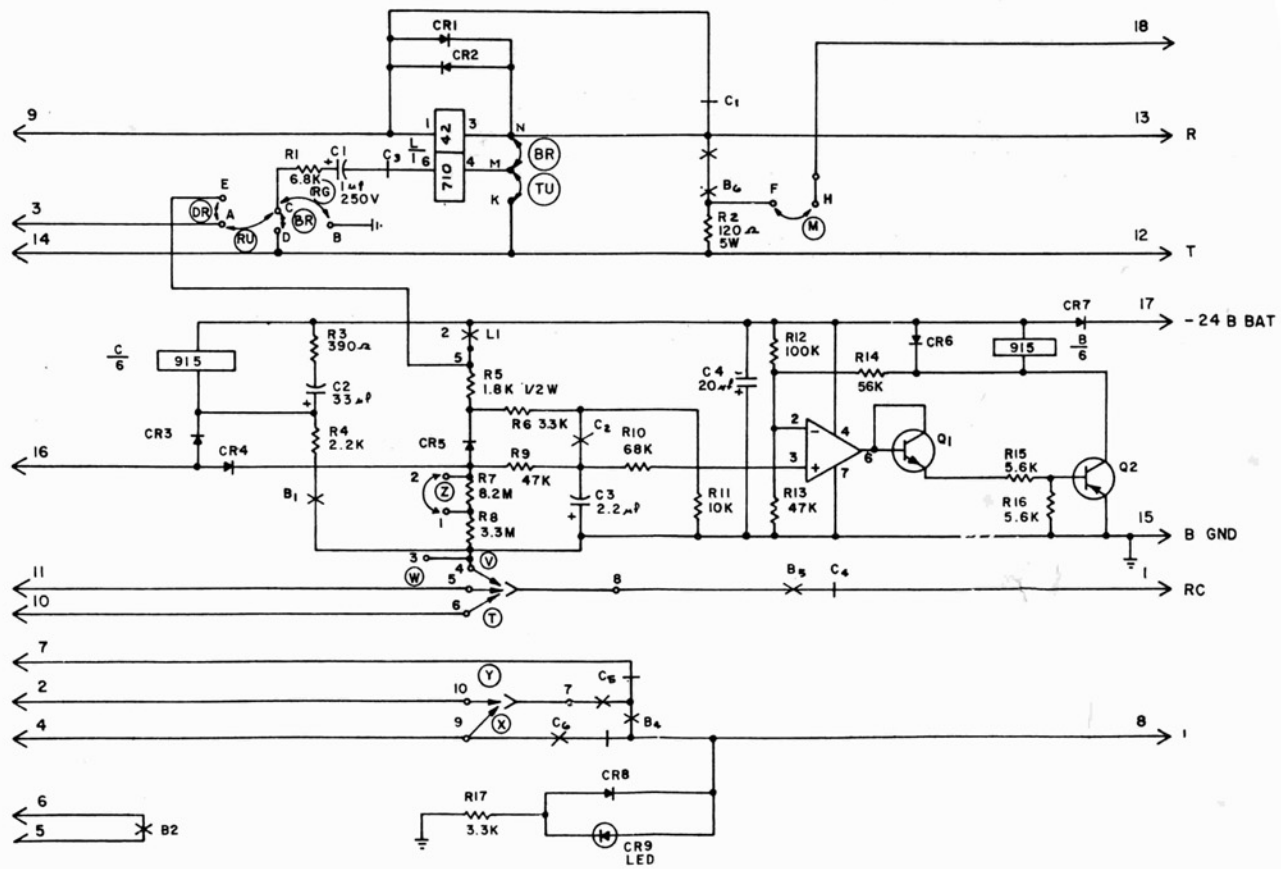 CR1
CR2
18
C1
9
1
42
3
N
13
R
L/1
6
710
4
M
BR
TU
K
R1
6.8K
+
C1
1µf
250V
C3
RG
E
DR
A
3
RU
C
BR
D
B
14
B6
F
H
M
R2
120Ω
5W
12
T
C/6
915
R3
390Ω
2
L1
5
R5
1.8K 1/2W
C2
33µf
+
R4
2.2K
CR3
CR4
16
B1
CR5
R6 33K
C2
R9
47K
R10
68K
2
Z
1
R7
8.2M
R8
3.3M
C3
2.2µf
+
R11
10K
C4
20µf
-
+
R12
100K
R14
56K
CR6
915
B/6
CR7
17
-24 B BAT
2
-
3
+
4
7
6
Q1
R13
47K
R15
5.6K
R16
5.6K
Q2
15
B GND
3
W
4
V
5
6
T
8
B5
C4
1
RC
11
10
7
2
4
10
Y
9
X
7
C5
C6
B4
8
1
6
5
B2
R17
3.3K
CR8
CR9
LED